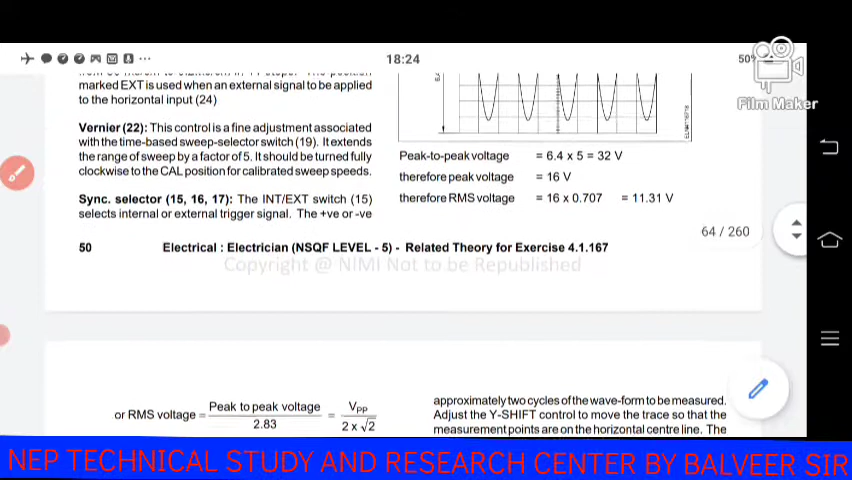 18:24
50%
Film Maker
marked EXT is used when an external signal to be applied
to the horizontal input (24)
Vernier (22): This control is a fine adjustment associated
with the time-based sweep-selector switch (19). It extends
the range of sweep by a factor of 5. It should be turned fully
clockwise to the CAL position for calibrated sweep speeds.
Sync. selector (15, 16, 17): The INT/EXT switch (15)
selects internal or external trigger signal. The +ve or -ve
Peak-to-peak voltage = 6.4 x 5 = 32 V
therefore peak voltage = 16 V
therefore RMS voltage = 16 x 0.707 = 11.31 V
64 / 260
50 Electrical : Electrician (NSQF LEVEL - 5) - Related Theory for Exercise 4.1.167
Copyright @ NIMI Not to be Republished
or RMS voltage = Peak to peak voltage / 2.83 = VPP / 2 x √2
approximately two cycles of the wave-form to be measured.
Adjust the Y-SHIFT control to move the trace so that the
measurement points are on the horizontal centre line. The
NEP TECHNICAL STUDY AND RESEARCH CENTER BY BALVEER SIR